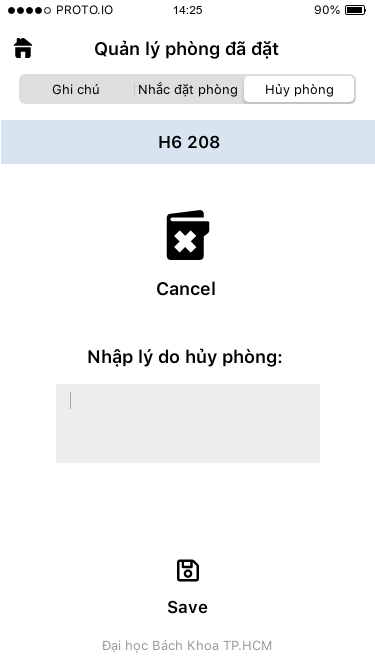 PROTO.IO 14:25 90%
Quản lý phòng đã đặt
Ghi chú Nhắc đặt phòng Hủy phòng
H6 208
Cancel
Nhập lý do hủy phòng:
Save
Đại học Bách Khoa TP.HCM